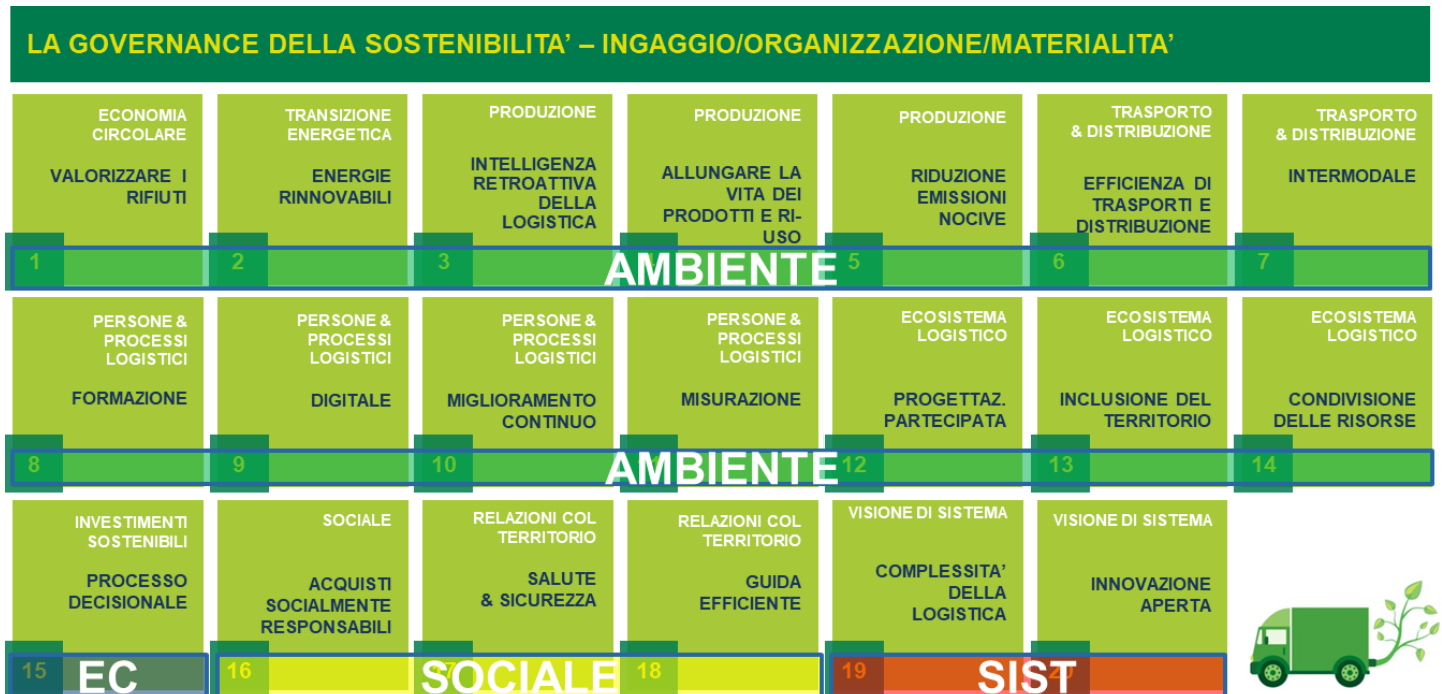 LA GOVERNANCE DELLA SOSTENIBILITA’ – INGAGGIO/ORGANIZZAZIONE/MATERIALITA’
ECONOMIA
CIRCOLARE
VALORIZZARE I
RIFIUTI
1
TRANSIZIONE
ENERGETICA
ENERGIE
RINNOVABILI
2
PRODUZIONE
INTELLIGENZA
RETROATTIVA
DELLA
LOGISTICA
3
PRODUZIONE
ALLUNGARE LA
VITA DEI
PRODOTTI E RI-
USO
PRODUZIONE
RIDUZIONE
EMISSIONI
NOCIVE
5
TRASPORTO
& DISTRIBUZIONE
EFFICIENZA DI
TRASPORTI E
DISTRIBUZIONE
6
TRASPORTO
& DISTRIBUZIONE
INTERMODALE
7
AMBIENTE
PERSONE &
PROCESSI
LOGISTICI
FORMAZIONE
8
PERSONE &
PROCESSI
LOGISTICI
DIGITALE
9
PERSONE &
PROCESSI
LOGISTICI
MIGLIORAMENTO
CONTINUO
10
PERSONE &
PROCESSI
LOGISTICI
MISURAZIONE
ECOSISTEMA
LOGISTICO
PROGETTAZ.
PARTECIPATA
12
ECOSISTEMA
LOGISTICO
INCLUSIONE DEL
TERRITORIO
13
ECOSISTEMA
LOGISTICO
CONDIVISIONE
DELLE RISORSE
14
AMBIENTE
INVESTIMENTI
SOSTENIBILI
PROCESSO
DECISIONALE
15
EC
SOCIALE
ACQUISTI
SOCIALMENTE
RESPONSABILI
16
RELAZIONI COL
TERRITORIO
SALUTE
& SICUREZZA
RELAZIONI COL
TERRITORIO
GUIDA
EFFICIENTE
18
SOCIALE
VISIONE DI SISTEMA
COMPLESSITA’
DELLA
LOGISTICA
19
VISIONE DI SISTEMA
INNOVAZIONE
APERTA
SIST